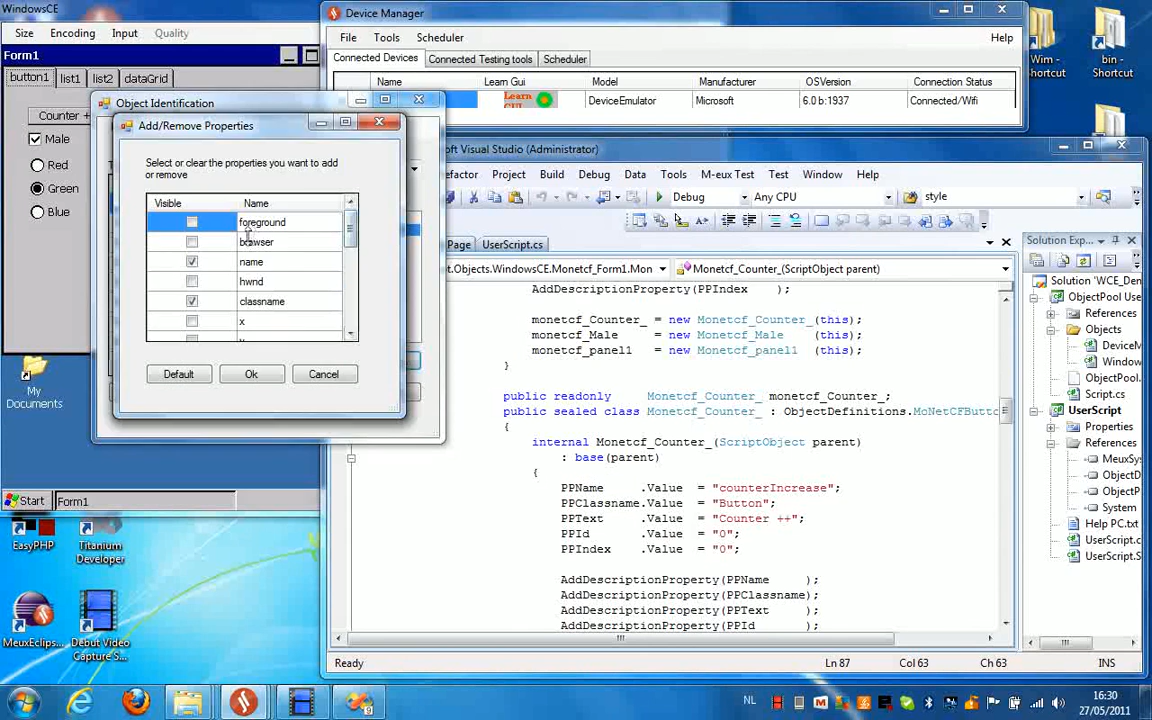 WindowsCE
Size Encoding Input Quality
Form1
button1 list1 list2 dataGrid
Counter +
Male
Red
Green
Blue
Start Form1
Device Manager
File Tools Scheduler Help
Connected Devices Connected Testing tools Scheduler
Name Learn Gui Model Manufacturer OSVersion Connection Status
Learn DeviceEmulator Microsoft 6.0 b:1937 Connected/Wifi
Wim - Shortcut
bin - Shortcut
Object Identification
Add/Remove Properties
Select or clear the properties you want to add
or remove
Visible Name
foreground
browser
name
hwnd
classname
x
Default Ok Cancel
soft Visual Studio (Administrator)
efactor Project Build Debug Data Tools M-eux Test Test Window Help
Debug Any CPU style
Page UserScript.cs
t.Objects.WindowsCE.Monetcf_Form1.Mon Monetcf_Counter_(ScriptObject parent)
AddDescriptionProperty(PPIndex );
monetcf_Counter_ = new Monetcf_Counter_(this);
monetcf_Male = new Monetcf_Male (this);
monetcf_panel1 = new Monetcf_panel1 (this);
}
public readonly Monetcf_Counter_ monetcf_Counter_;
public sealed class Monetcf_Counter_ : ObjectDefinitions.McNetCFButto
{
internal Monetcf_Counter_(ScriptObject parent)
: base(parent)
{
PPName .Value = "counterIncrease";
PPClassname.Value = "Button";
PPText .Value = "Counter ++";
PPId .Value = "0";
PPIndex .Value = "0";
AddDescriptionProperty(PPName );
AddDescriptionProperty(PPClassname);
AddDescriptionProperty(PPText );
AddDescriptionProperty(PPId );
Solution Exp...
Solution 'WCE_Dem
ObjectPool Use
References
Objects
DeviceM
Window
ObjectPool.
Script.cs
UserScript
Properties
References
MeuxSys
ObjectD
ObjectP
System
Help PC.txt
UserScript.c
UserScript.S
Ready Ln 87 Col 63 Ch 63 INS
My Documents
EasyPHP
Titanium Developer
MeuxEclips...
Debut Video Capture S...
NL
16:30
27/05/2011